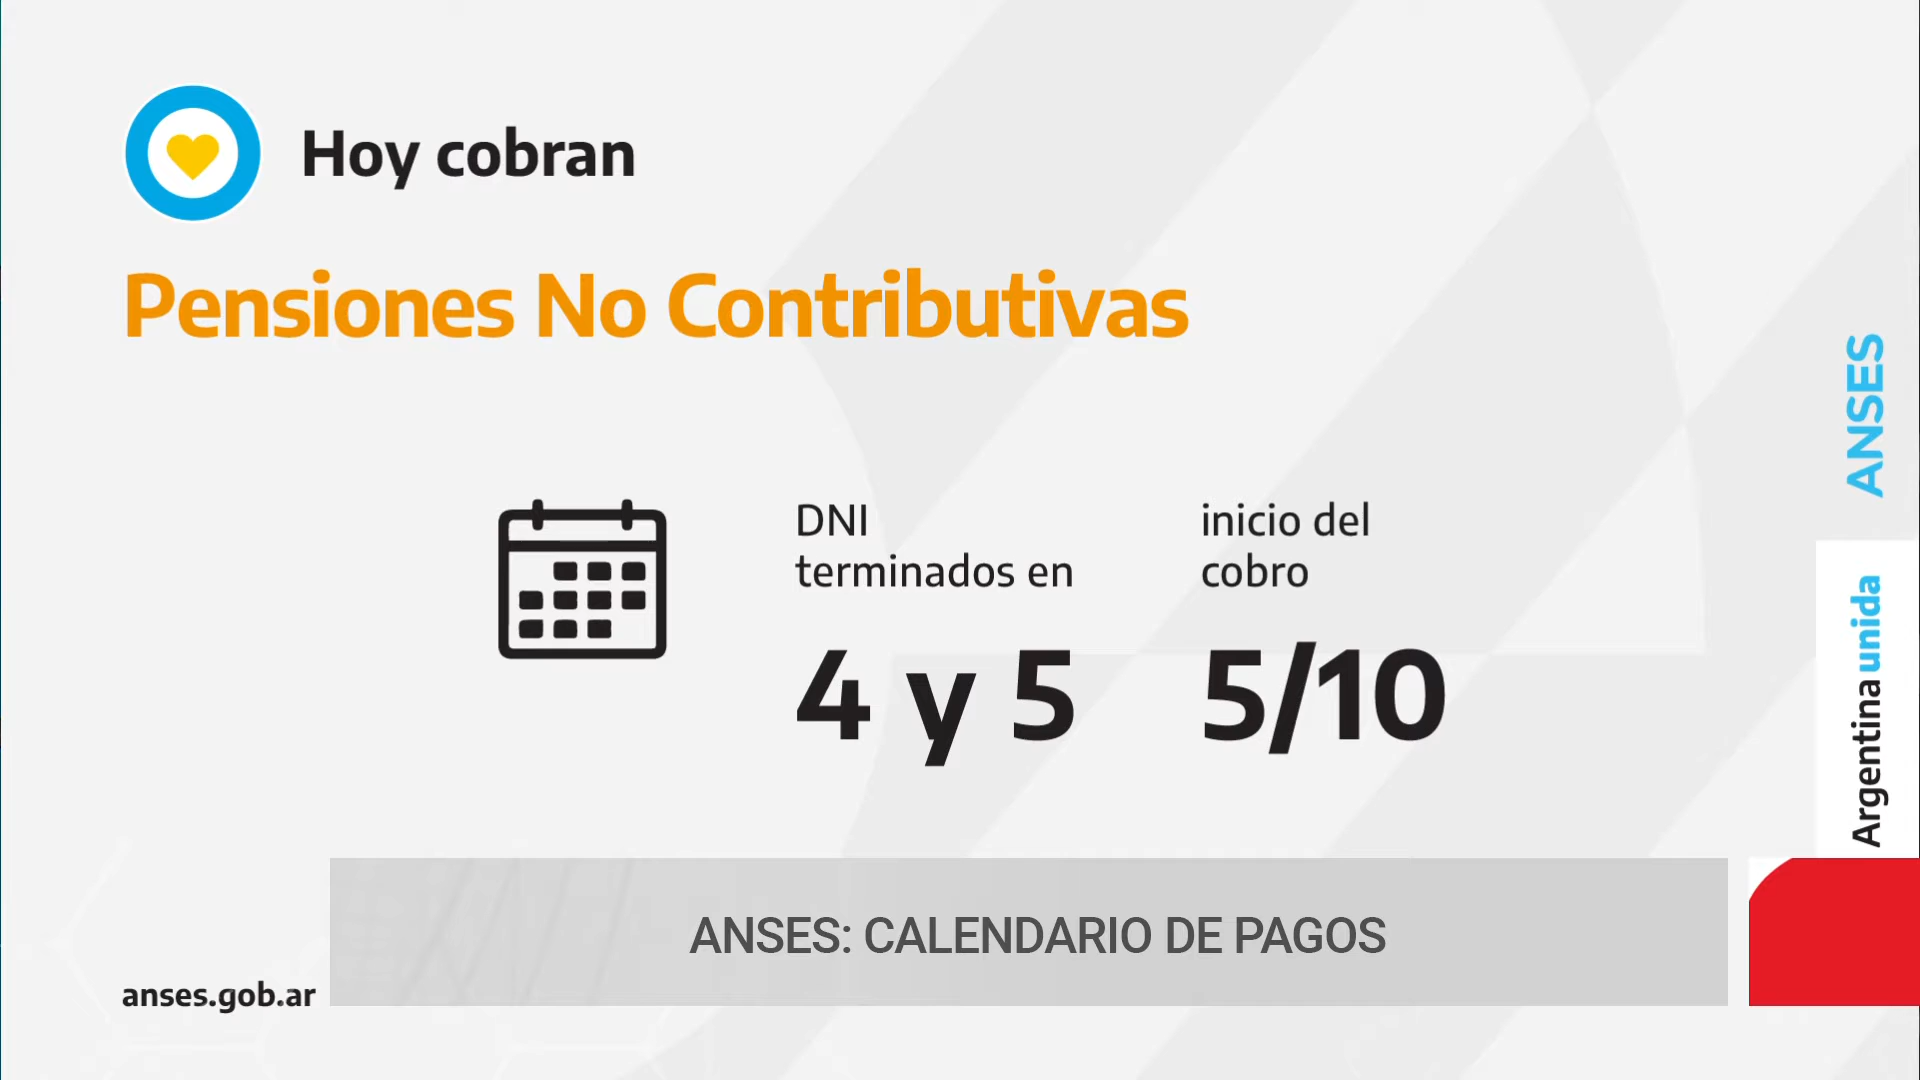 Hoy cobran
Pensiones No Contributivas
DNI
terminados en
4 y 5
inicio del
cobro
5/10
ANSES
Argentina unida
ANSES: CALENDARIO DE PAGOS
anses.gob.ar